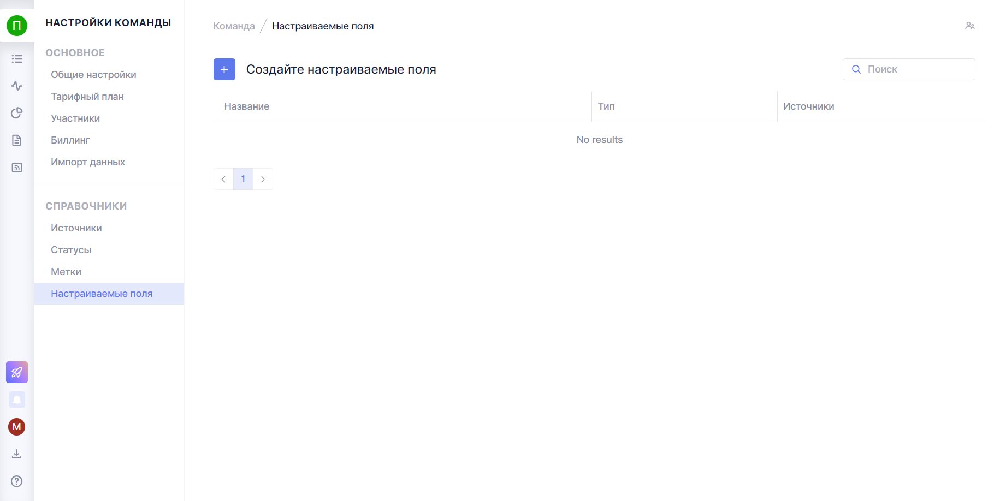 П
НАСТРОЙКИ КОМАНДЫ
ОСНОВНОЕ
Общие настройки
Тарифный план
Участники
Биллинг
Импорт данных
СПРАВОЧНИКИ
Источники
Статусы
Метки
Настраиваемые поля
М
Команда / Настраиваемые поля
+ Создайте настраиваемые поля
Поиск
Название Тип Источники
No results
< 1 >